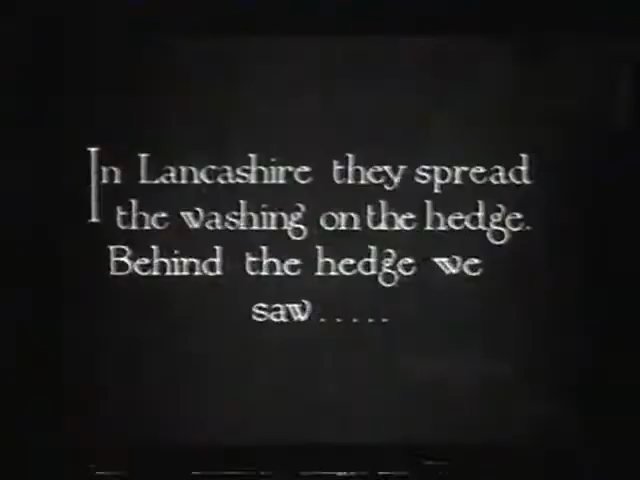 In Lancashire they spread
the washing on the hedge.
Behind the hedge we
saw.....